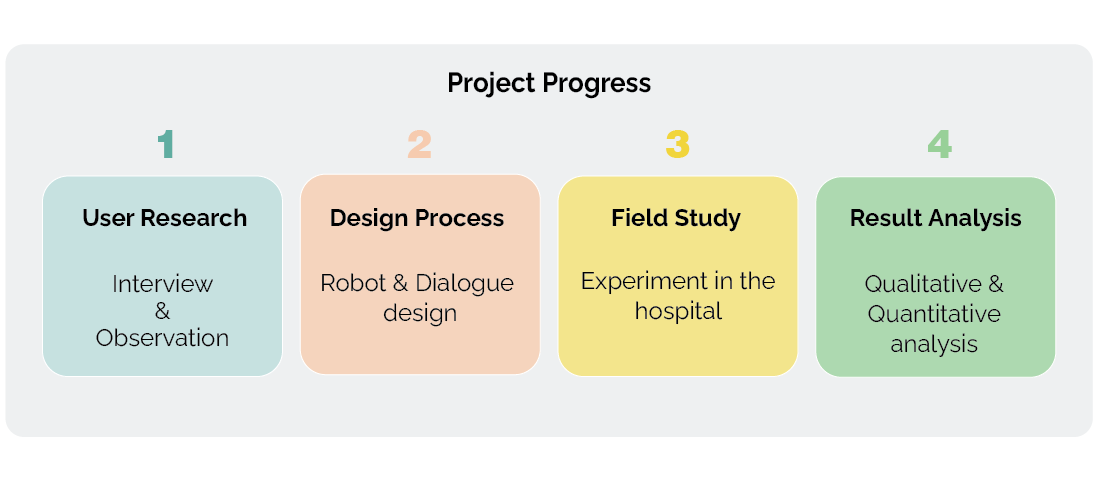 Project Progress
1
2
3
4
User Research
Interview
&
Observation
Design Process
Robot & Dialogue
design
Field Study
Experiment in the
hospital
Result Analysis
Qualitative &
Quantitative
analysis